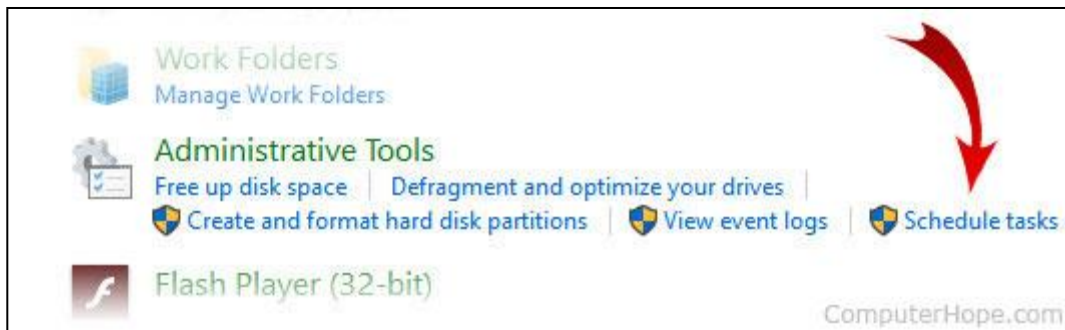 Work Folders
Manage Work Folders
Administrative Tools
Free up disk space Defragment and optimize your drives
Create and format hard disk partitions View event logs Schedule tasks
Flash Player (32-bit)
ComputerHope.com